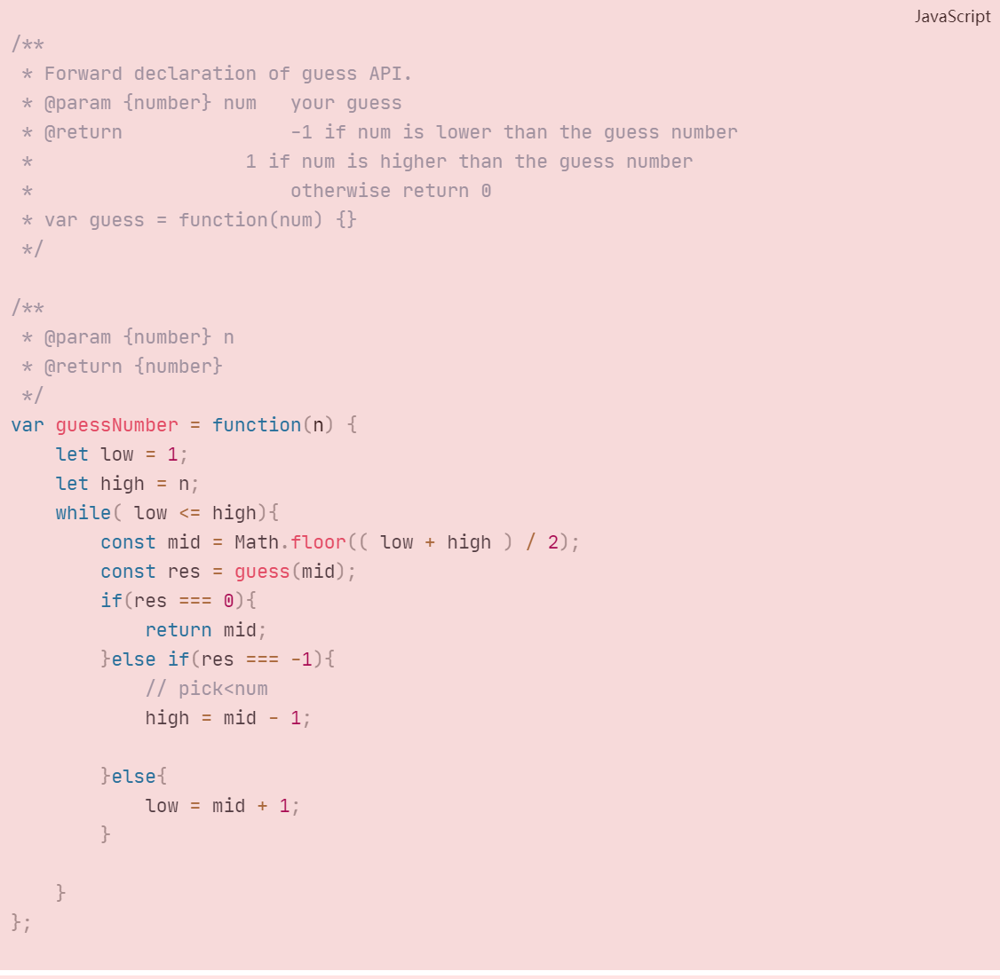 JavaScript
/**
 * Forward declaration of guess API.
 * @param {number} num   your guess
 * @return               -1 if num is lower than the guess number
 *                   1 if num is higher than the guess number
 *                       otherwise return 0
 * var guess = function(num) {}
 */
/**
 * @param {number} n
 * @return {number}
 */
var guessNumber = function(n) {
    let low = 1;
    let high = n;
    while( low <= high){
        const mid = Math.floor(( low + high ) / 2);
        const res = guess(mid);
        if(res === 0){
            return mid;
        }else if(res === -1){
            // pick<num
            high = mid - 1;
        }else{
            low = mid + 1;
        }
    }
};